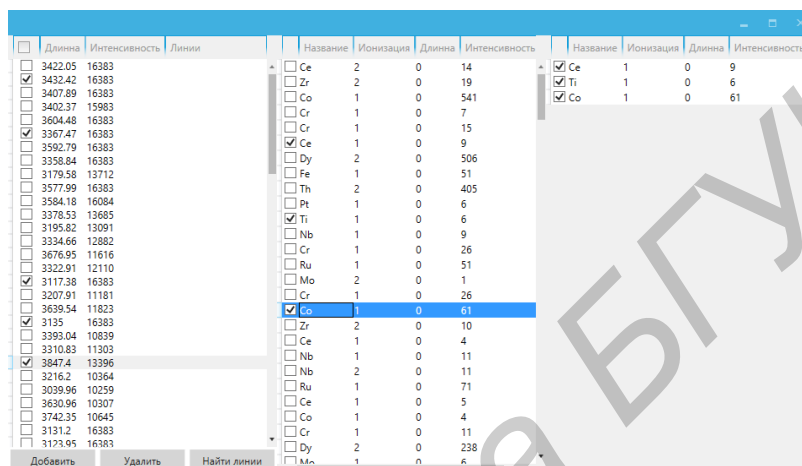 Длинна Интенсивность Линии
3422.05 16383
3432.42 16383
3407.89 16383
3402.37 15983
3604.48 16383
3367.47 16383
3592.79 16383
3358.84 16383
3179.58 13712
3577.99 16383
3584.18 16084
3378.53 13685
3195.82 13091
3334.66 12882
3676.95 11616
3322.91 12110
3117.38 16383
3207.91 11181
3639.54 11823
3135 16383
3393.04 10839
3310.83 11303
3847.4 13396
3216.2 10364
3039.96 10259
3630.96 10307
3742.35 10645
3131.2 16383
3123.95 16383
Добавить Удалить Найти линии
Название Ионизация Длинна Интенсивность
Ce 2 0 14
Zr 2 0 19
Co 1 0 541
Cr 1 0 7
Cr 1 0 15
Ce 1 0 9
Dy 2 0 506
Fe 1 0 51
Th 2 0 405
Pt 1 0 6
Ti 1 0 6
Nb 1 0 9
Cr 1 0 26
Ru 1 0 51
Mo 2 0 1
Cr 1 0 26
Co 1 0 61
Zr 2 0 10
Ce 1 0 4
Nb 1 0 11
Nb 2 0 11
Ru 1 0 71
Ce 1 0 5
Co 1 0 4
Cr 1 0 11
Dy 2 0 238
Mo 1 0 6
Название Ионизация Длинна Интенсивность
Ce 1 0 9
Ti 1 0 6
Co 1 0 61
а БГУ